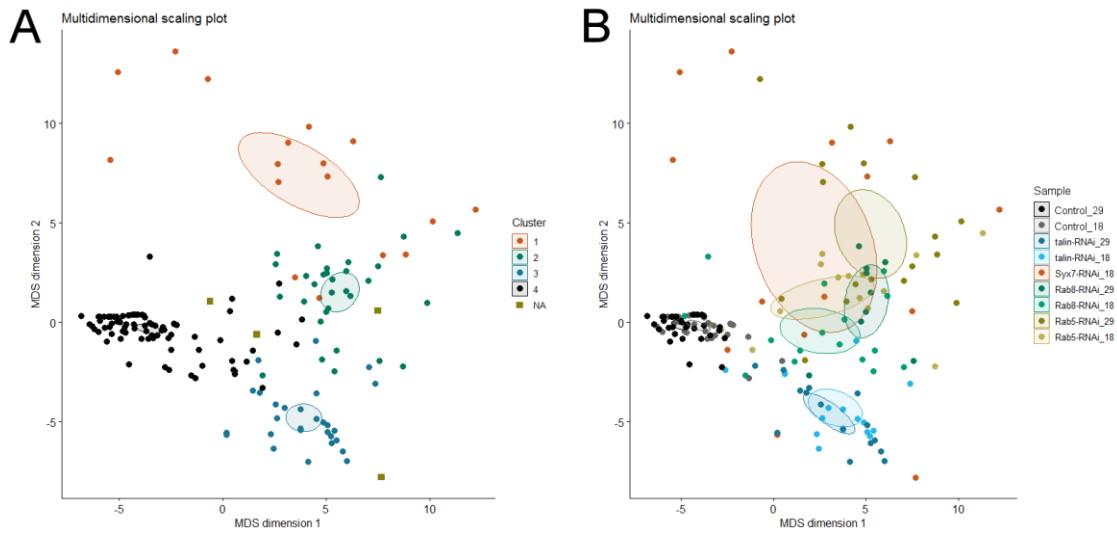 A
Multidimensional scaling plot
MDS dimension 2
10
5
0
-5
-5
0
5
10
MDS dimension 1
Cluster
1
2
3
4
NA
B
Multidimensional scaling plot
MDS dimension 2
10
5
0
-5
-5
0
5
10
MDS dimension 1
Sample
Control_29
Control_18
talin-RNAi_29
talin-RNAi_18
Syx7-RNAi_18
Rab8-RNAi_29
Rab8-RNAi_18
Rab5-RNAi_29
Rab5-RNAi_18